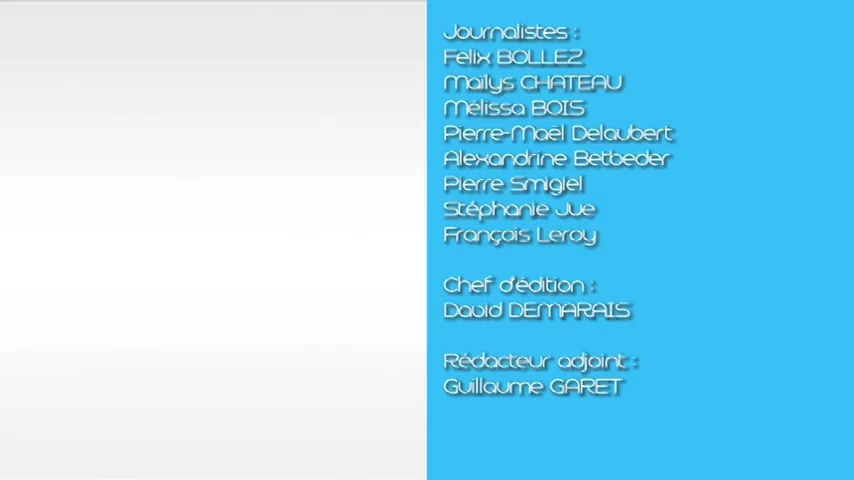 Journalistes :
Felix BOLLEZ
Maïlys CHATEAU
Mélissa BOIS
Pierre-Maël Delaubert
Alexandrine Betbeder
Pierre Smigiel
Stéphanie Jue
François Leroy
Chef d'édition :
David DEMARAIS
Rédacteur adjoint :
Guillaume GARET